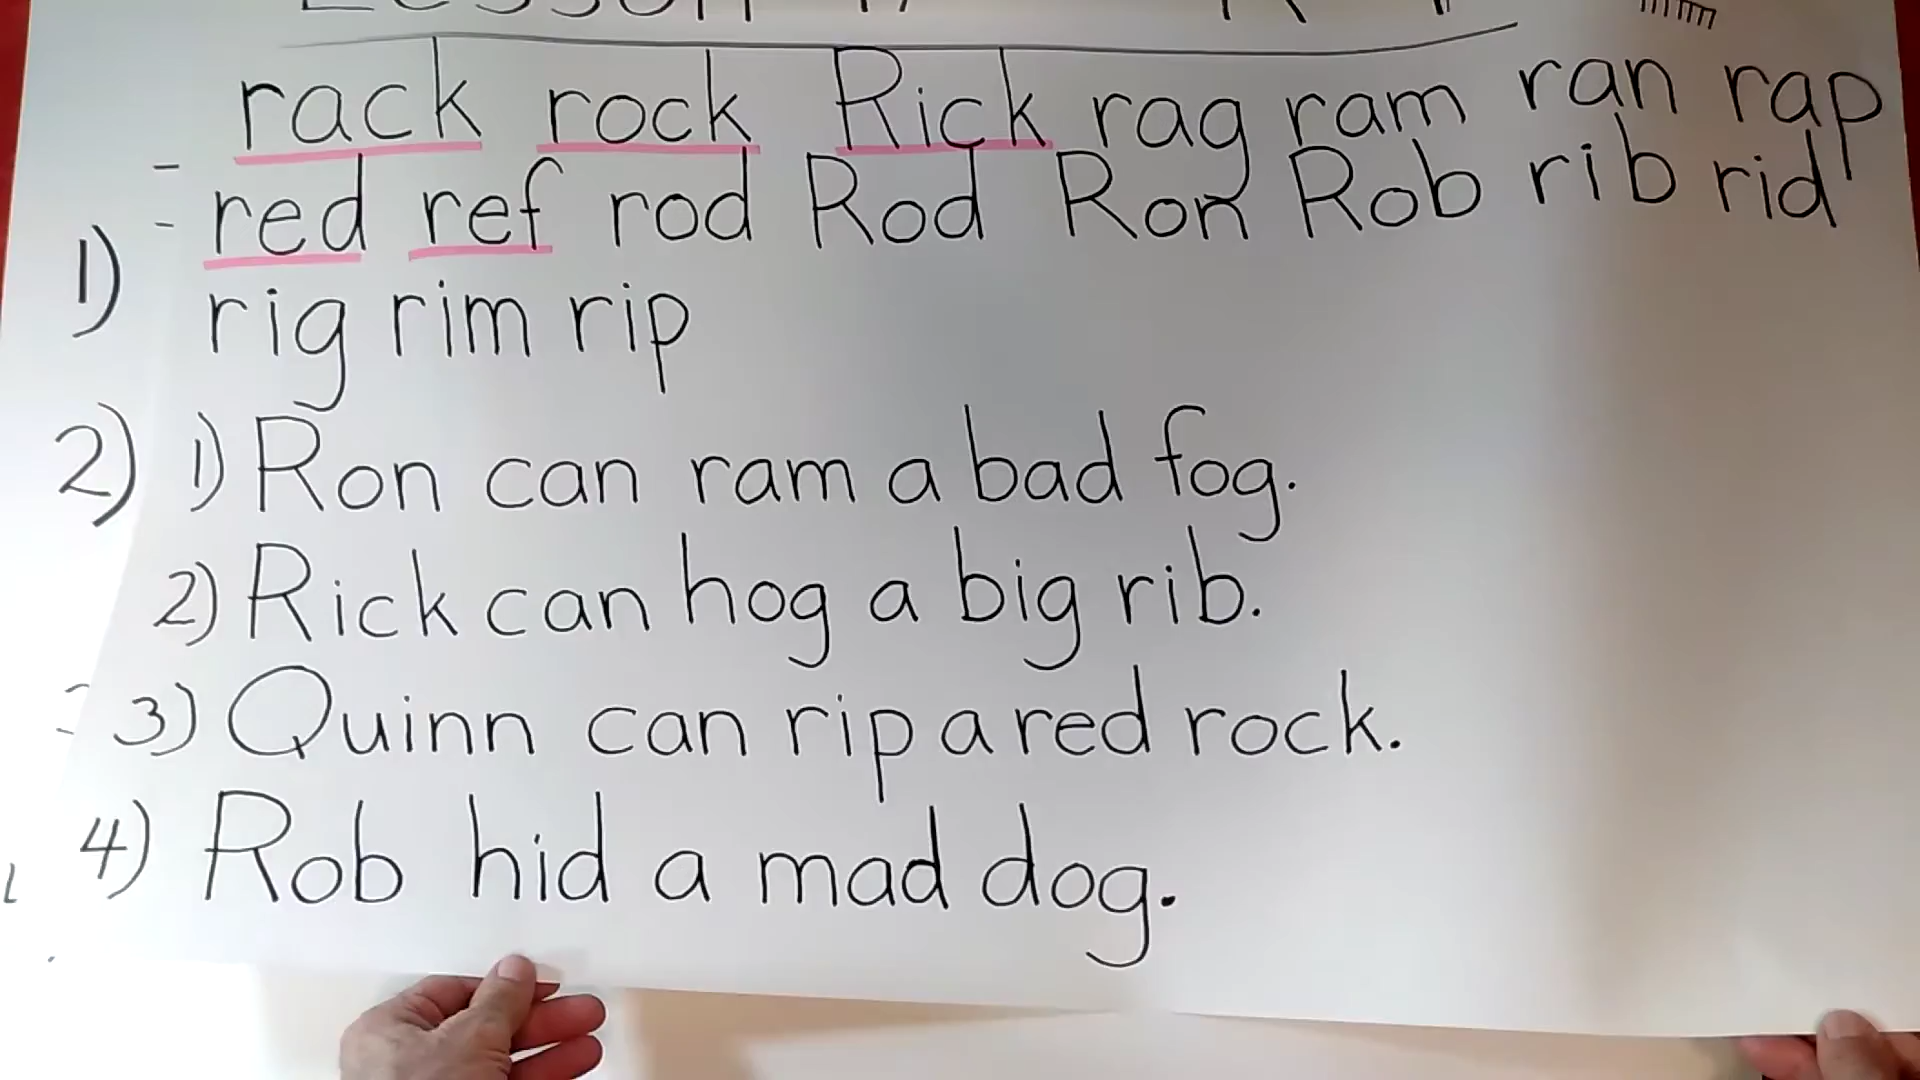 Lesson
rack rock Rick rag ram ran rap
red ref rod Rod Ron Rob rib rid
1) rig rim rip
2) 1) Ron can ram a bad fog.
2) Rick can hog a big rib.
3) Quinn can rip a red rock.
4) Rob hid a mad dog.